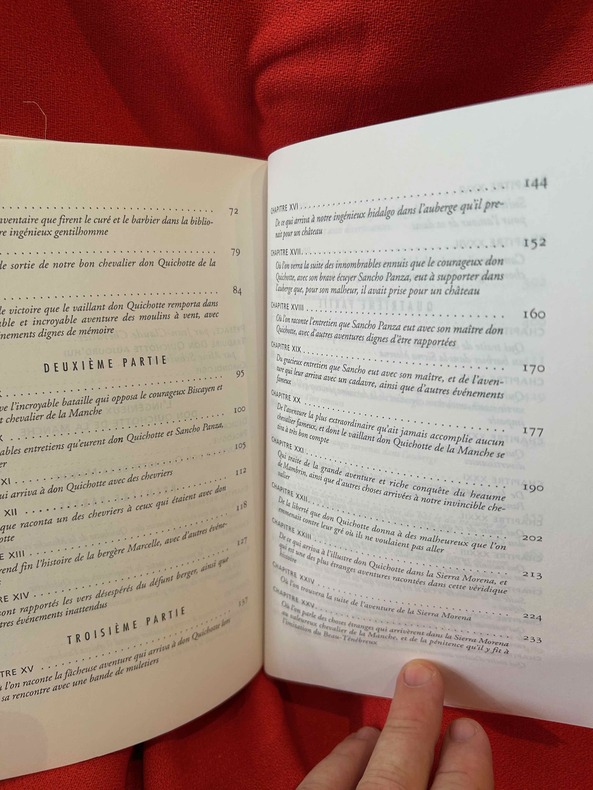 72
nventaire que firent le curé et le barbier dans la biblio-
re ingénieux gentilhomme
79
le sortie de notre bon chevalier don Quichotte de la
84
le victoire que le vaillant don Quichotte remporta dans
able et incroyable aventure des moulins à vent, avec
énements dignes de mémoire
DEUXIÈME PARTIE
95
ve l'incroyable bataille qui opposa le courageux Biscayen et
t chevalier de la Manche
X
100
ables entretiens qu'eurent don Quichotte et Sancho Panza,
er
XI
105
ui arriva à don Quichotte avec des chevriers
XII
112
que raconta un des chevriers à ceux qui étaient avec don
otte
E XIII
118
rend fin l'histoire de la bergère Marcelle, avec d'autres événe-
XIV
127
sont rapportés les vers désespérés du défunt berger, ainsi que
tres événements inattendus
TROISIÈME PARTIE
RE XV
137
l'on raconte la fâcheuse aventure qui arriva à don Quichotte lors
sa rencontre avec une bande de muletiers
CHAPITRE XVI
144
De ce qui arriva à notre ingénieux hidalgo dans l'auberge qu'il pre-
nait pour un château
CHAPITRE XVII
152
Où l'on verra la suite des innombrables ennuis que le courageux don
Quichotte, avec son brave écuyer Sancho Panza, eut à supporter dans
l'auberge que, pour son malheur, il avait prise pour un château
CHAPITRE XVIII
160
Où l'on raconte l'entretien que Sancho Panza eut avec son maître don
Quichotte, avec d'autres aventures dignes d'être rapportées
CHAPITRE XIX
170
Du gracieux entretien que Sancho eut avec son maître, et de l'aven-
ture qui leur arriva avec un cadavre, ainsi que d'autres événements
fameux
CHAPITRE XX
177
De l'aventure la plus extraordinaire qu'ait jamais accomplie aucun
chevalier fameux, et dont le vaillant don Quichotte de la Manche se
tira à très bon compte
CHAPITRE XXI
190
Qui traite de la grande aventure et riche conquête du heaume
de Mambrin, ainsi que d'autres choses arrivées à notre invincible che-
valier
CHAPITRE XXII
202
De la liberté que don Quichotte donna à des malheureux que l'on
emmenait contre leur gré où ils ne voulaient pas aller
CHAPITRE XXIII
213
De ce qui arriva à l'illustre don Quichotte dans la Sierra Morena, et
qui est une des plus étranges aventures racontées dans cette véridique
histoire
CHAPITRE XXIV
224
Où l'on trouvera la suite de l'aventure de la Sierra Morena
CHAPITRE XXV
233
Où l'on parle des choses étranges qui arrivèrent dans la Sierra Morena
au valeureux chevalier de la Manche, et de la pénitence qu'il y fit à
l'imitation du Beau Ténébreux